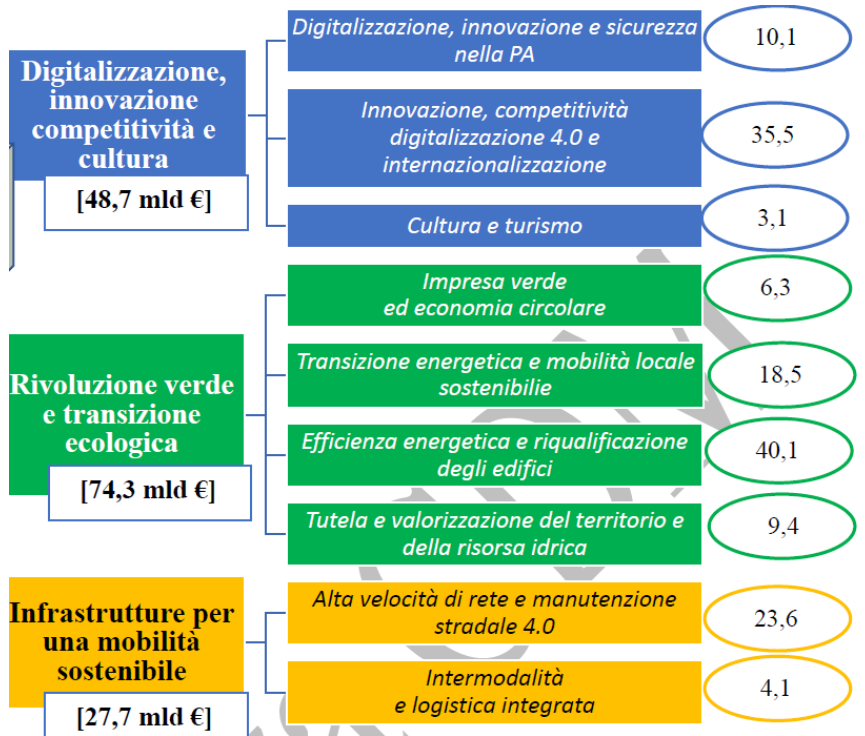 Digitalizzazione,
innovazione
competitività e
cultura
[48,7 mld €]
Digitalizzazione, innovazione e sicurezza
nella PA
10,1
Innovazione, competitività
digitalizzazione 4.0 e
internazionalizzazione
35,5
Cultura e turismo
3,1
Rivoluzione verde
e transizione
ecologica
[74,3 mld €]
Impresa verde
ed economia circolare
6,3
Transizione energetica e mobilità locale
sostenibilie
18,5
Efficienza energetica e riqualificazione
degli edifici
40,1
Tutela e valorizzazione del territorio e
della risorsa idrica
9,4
Infrastrutture per
una mobilità
sostenibile
[27,7 mld €]
Alta velocità di rete e manutenzione
stradale 4.0
23,6
Intermodalità
e logistica integrata
4,1